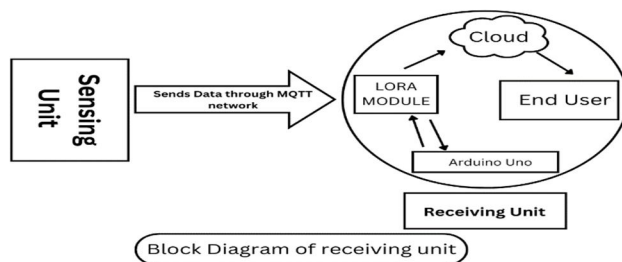 Sensing
Unit
Sends Data through MQTT
network
Cloud
LORA
MODULE
End User
Arduino Uno
Receiving Unit
Block Diagram of receiving unit